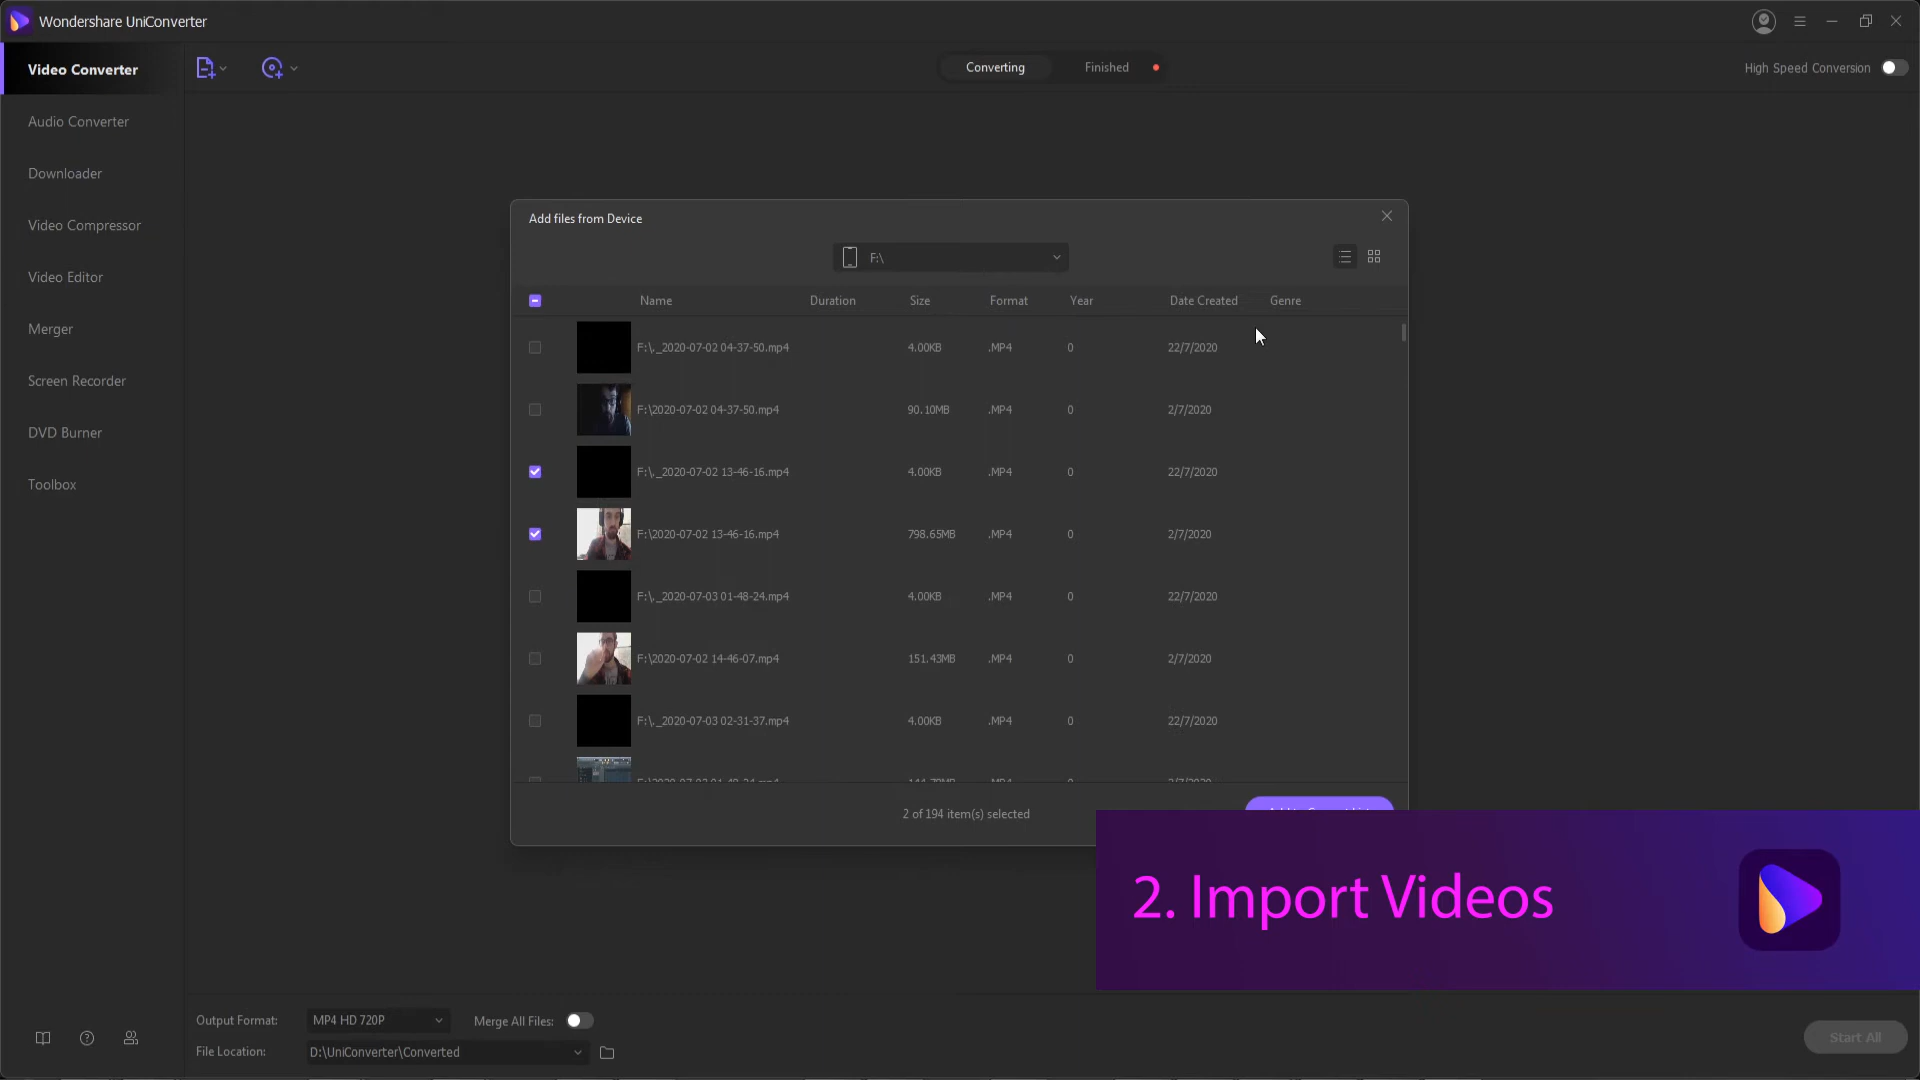 Wondershare UniConverter
Video Converter
Converting
Finished
High Speed Conversion
Audio Converter
Downloader
Video Compressor
Video Editor
Merger
Screen Recorder
DVD Burner
Toolbox
Add files from Device
F:\
Name Duration Size Format Year Date Created Genre
F:\._2020-07-02 04-37-50.mp4 4.00KB .MP4 0 22/7/2020
F:\2020-07-02 04-37-50.mp4 90.10MB .MP4 0 2/7/2020
F:\._2020-07-02 13-46-16.mp4 4.00KB .MP4 0 22/7/2020
F:\2020-07-02 13-46-16.mp4 798.65MB .MP4 0 2/7/2020
F:\._2020-07-03 01-48-24.mp4 4.00KB .MP4 0 22/7/2020
F:\2020-07-02 14-46-07.mp4 151.43MB .MP4 0 2/7/2020
F:\._2020-07-03 02-31-37.mp4 4.00KB .MP4 0 22/7/2020
2 of 194 item(s) selected
2. Import Videos
Output Format: MP4 HD 720P Merge All Files:
File Location: D:\UniConverter\Converted
Start All